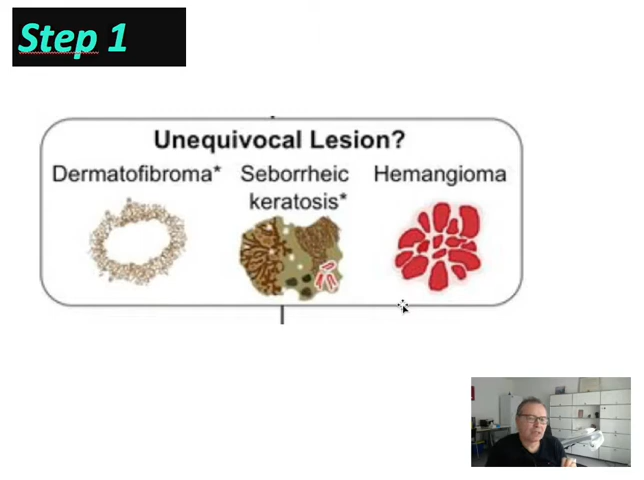 Step 1
Unequivocal Lesion?
Dermatofibroma* Seborrheic keratosis* Hemangioma